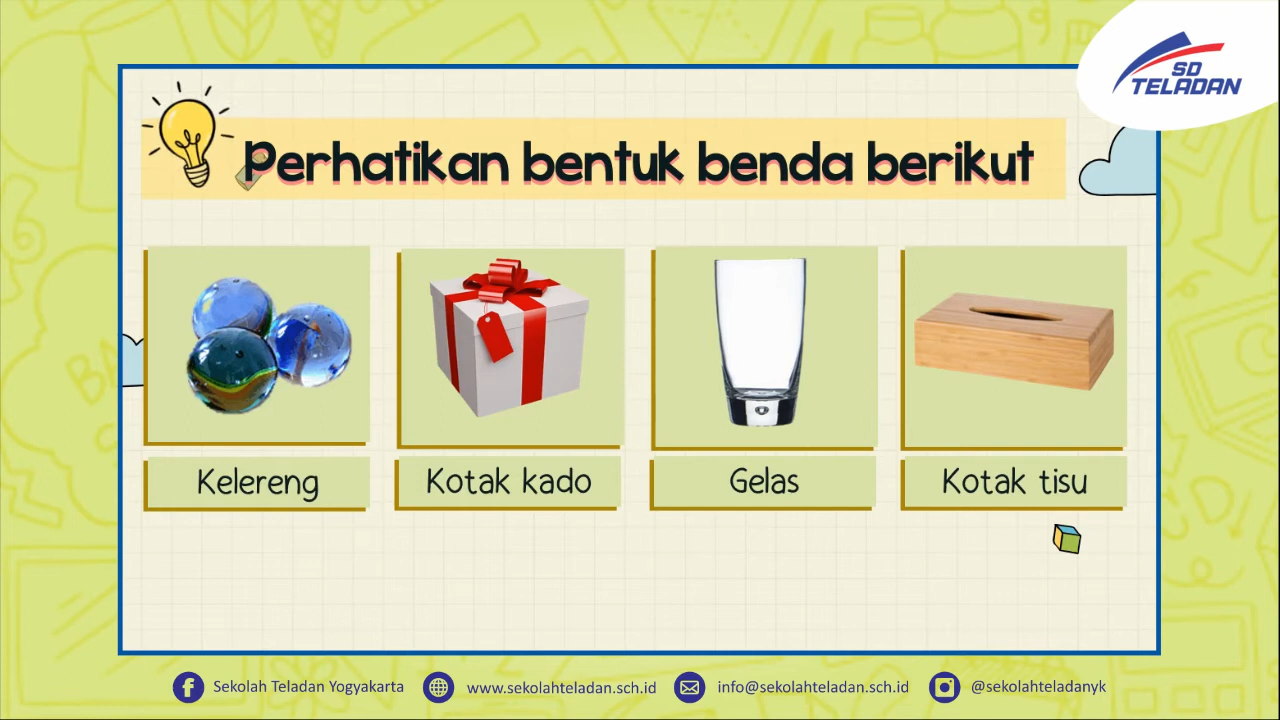 SD
TELADAN
Perhatikan bentuk benda berikut
Kelereng
Kotak kado
Gelas
Kotak tisu
Sekolah Teladan Yogyakarta
www.sekolahteladan.sch.id
info@sekolahteladan.sch.id
@sekolahteladanyk